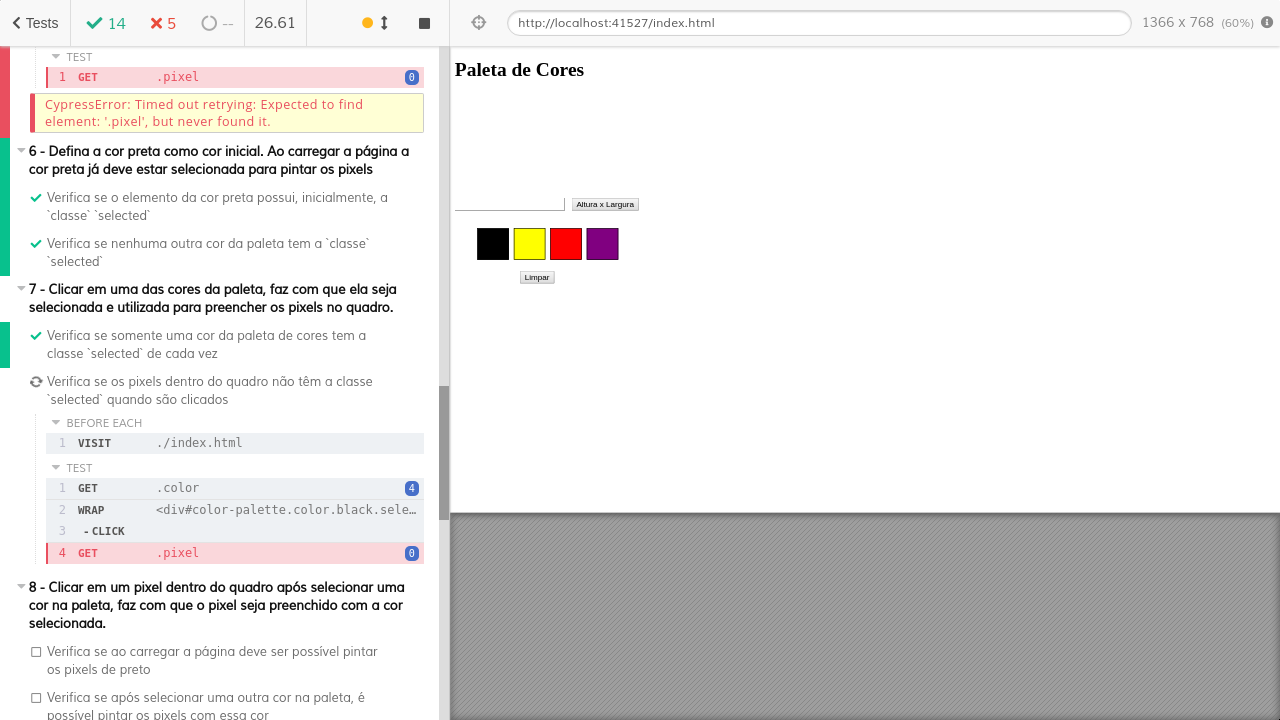 Tests
14
5
--
26.61
http://localhost:41527/index.html
1366 x 768 (60%)
TEST
1 GET .pixel 0
CypressError: Timed out retrying: Expected to find
element: '.pixel', but never found it.
6 - Defina a cor preta como cor inicial. Ao carregar a página a
cor preta já deve estar selecionada para pintar os pixels
Verifica se o elemento da cor preta possui, inicialmente, a
`classe` `selected`
Verifica se nenhuma outra cor da paleta tem a `classe`
`selected`
7 - Clicar em uma das cores da paleta, faz com que ela seja
selecionada e utilizada para preencher os pixels no quadro.
Verifica se somente uma cor da paleta de cores tem a
classe `selected` de cada vez
Verifica se os pixels dentro do quadro não têm a classe
`selected` quando são clicados
BEFORE EACH
1 VISIT ./index.html
TEST
1 GET .color 4
2 WRAP <div#color-palette.color.black.sele…
3 - CLICK
4 GET .pixel 0
8 - Clicar em um pixel dentro do quadro após selecionar uma
cor na paleta, faz com que o pixel seja preenchido com a cor
selecionada.
Verifica se ao carregar a página deve ser possível pintar
os pixels de preto
Verifica se após selecionar uma outra cor na paleta, é
possível pintar os pixels com essa cor
Paleta de Cores
Altura x Largura
Limpar